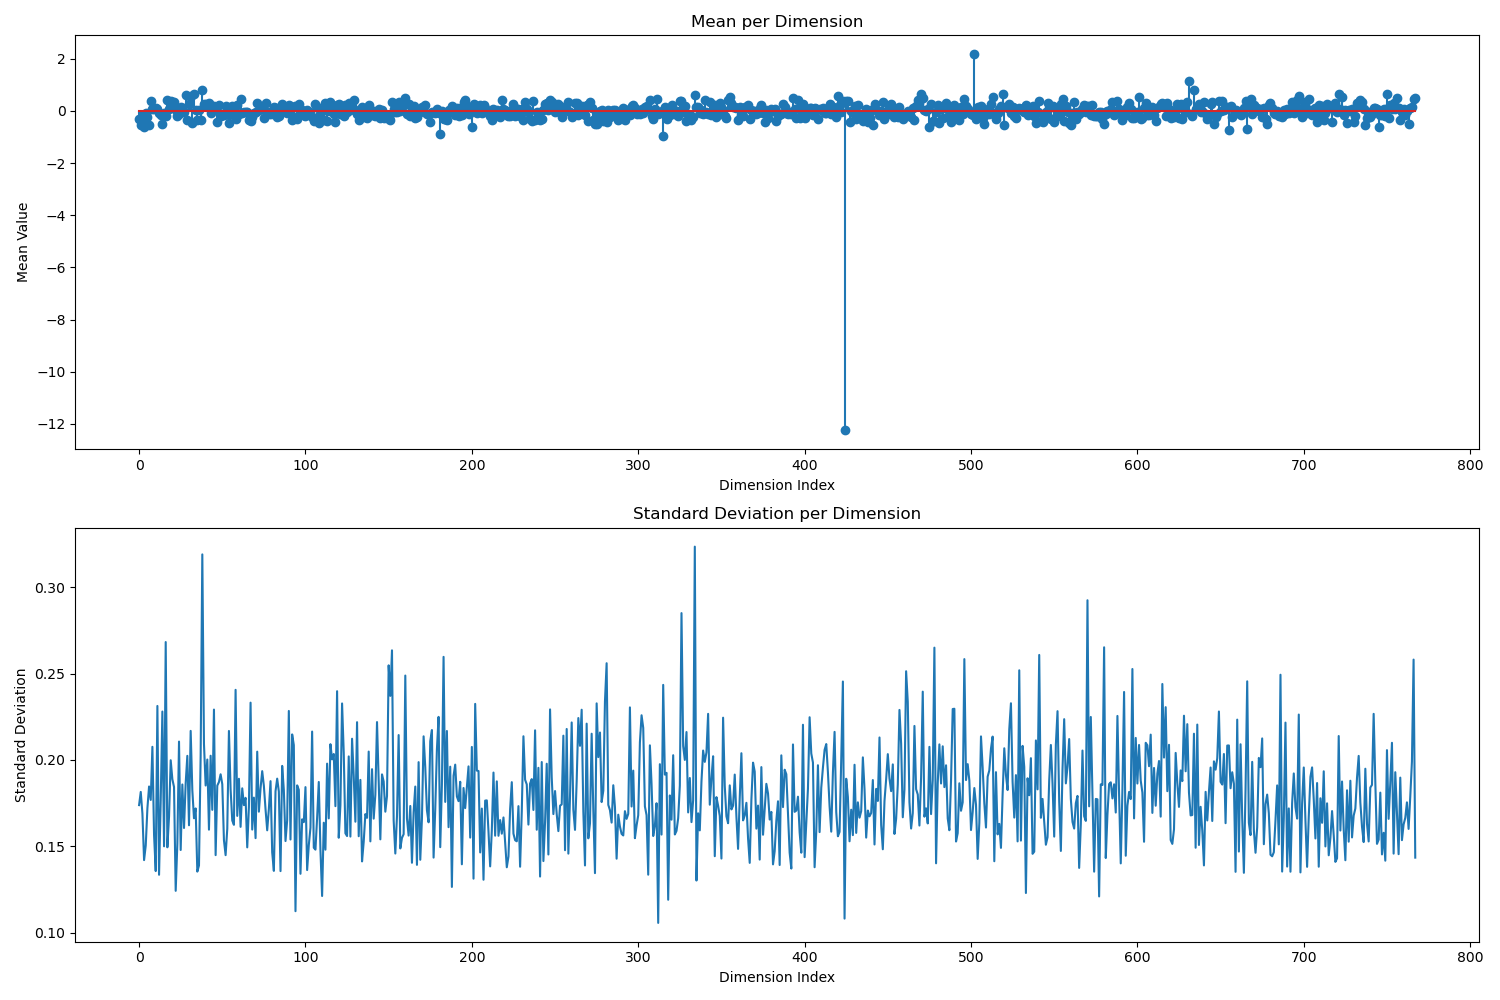 Mean per Dimension
Mean Value
2
0
−2
−4
−6
−8
−10
−12
0 100 200 300 400 500 600 700 800
Dimension Index
Standard Deviation per Dimension
Standard Deviation
0.30
0.25
0.20
0.15
0.10
0 100 200 300 400 500 600 700 800
Dimension Index